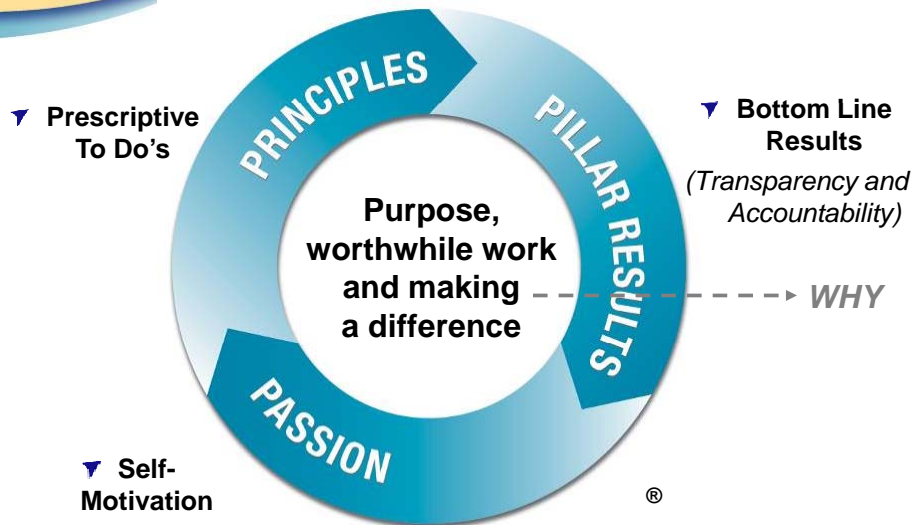 PRINCIPLES
PILLAR RESULTS
PASSION
Prescriptive
To Do’s
Bottom Line
Results
(Transparency and
Accountability)
Purpose,
worthwhile work
and making
a difference
WHY
Self-
Motivation
®